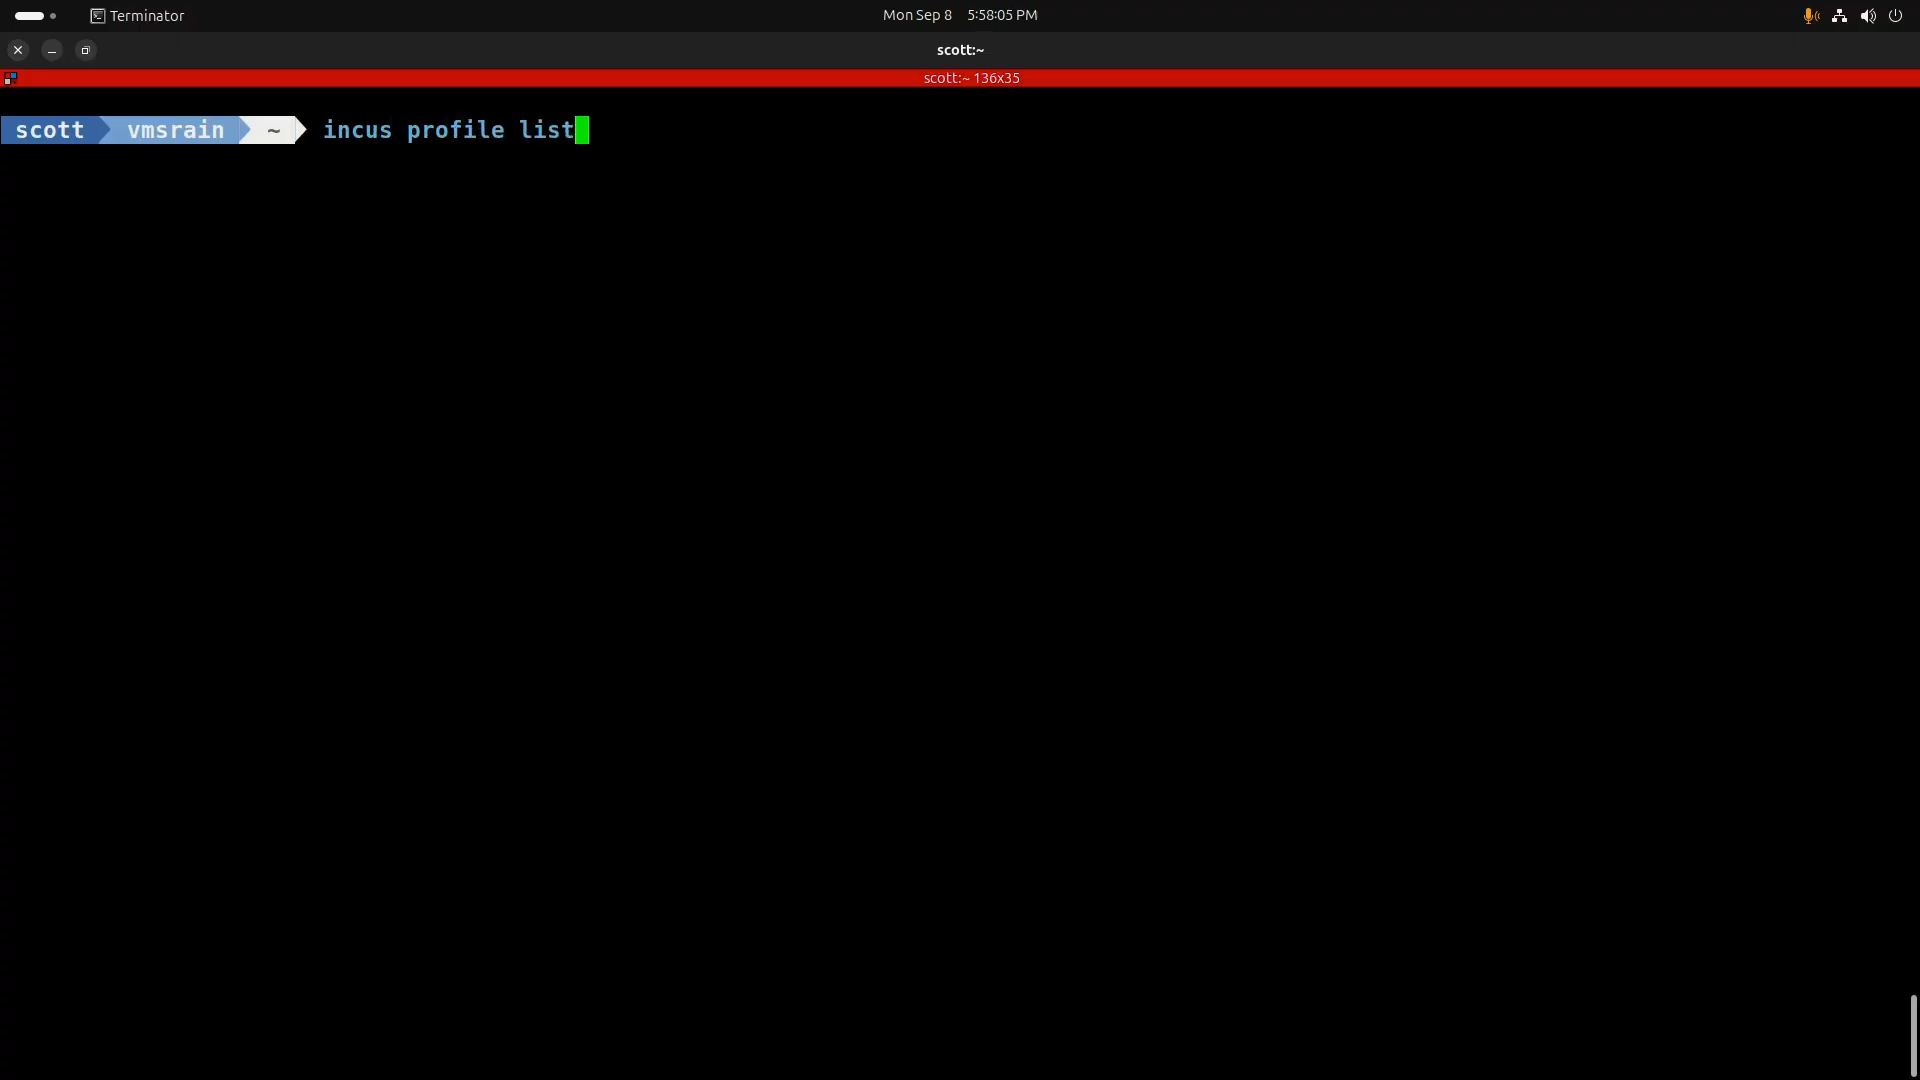 Terminator
Mon Sep 8 5:58:05 PM
scott:~
scott:~ 136x35
scott vmsrain ~ incus profile list